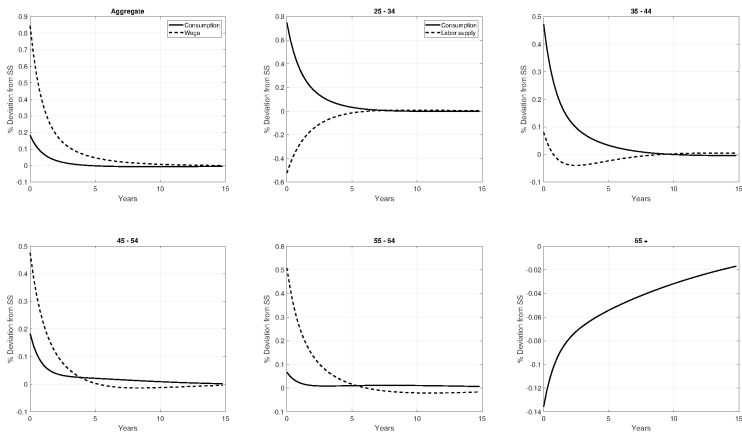 Aggregate
0.9
0.8
0.7
0.6
0.5
0.4
0.3
0.2
0.1
0
-0.1
% Deviation from SS
Consumption
Wega
0 5 10 15
Years
25 - 34
0.8
0.6
0.4
0.2
0
-0.2
-0.4
-0.6
% Deviation from SS
Consumption
Labor supply
0 5 10 15
Years
35 - 44
0.5
0.4
0.3
0.2
0.1
0
-0.1
% Deviation from SS
0 5 10 15
Years
45 - 54
0.5
0.4
0.3
0.2
0.1
0
-0.1
% Deviation from SS
0 5 10 15
Years
55 - 64
0.6
0.5
0.4
0.3
0.2
0.1
0
-0.1
% Deviation from SS
0 5 10 15
Years
65 +
0
-0.02
-0.04
-0.06
-0.08
-0.1
-0.12
-0.14
% Deviation from SS
0 5 10 15
Years